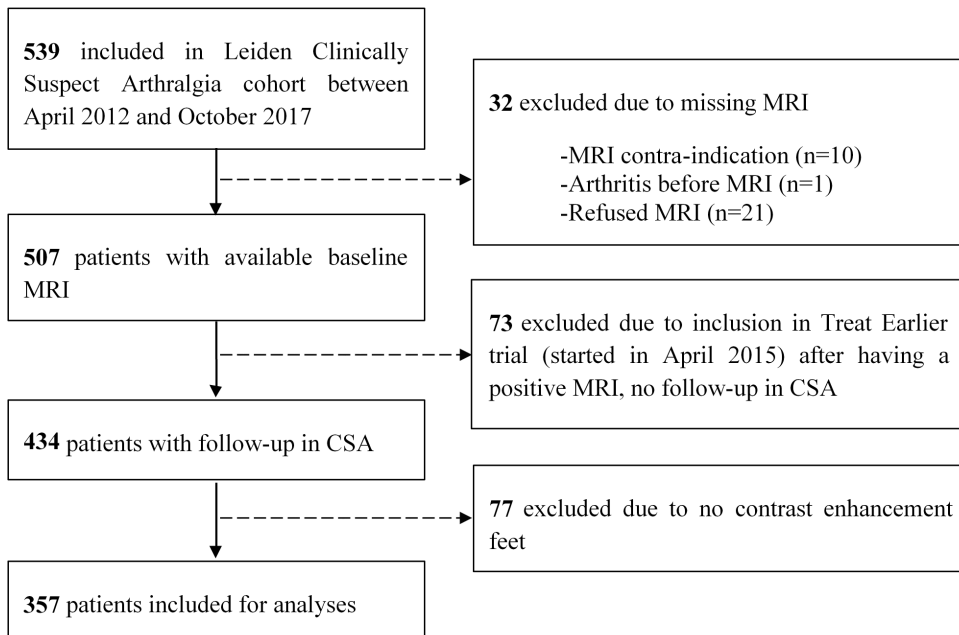 539 included in Leiden Clinically
Suspect Arthralgia cohort between
April 2012 and October 2017
32 excluded due to missing MRI
-MRI contra-indication (n=10)
-Arthritis before MRI (n=1)
-Refused MRI (n=21)
507 patients with available baseline
MRI
73 excluded due to inclusion in Treat Earlier
trial (started in April 2015) after having a
positive MRI, no follow-up in CSA
434 patients with follow-up in CSA
77 excluded due to no contrast enhancement
feet
357 patients included for analyses